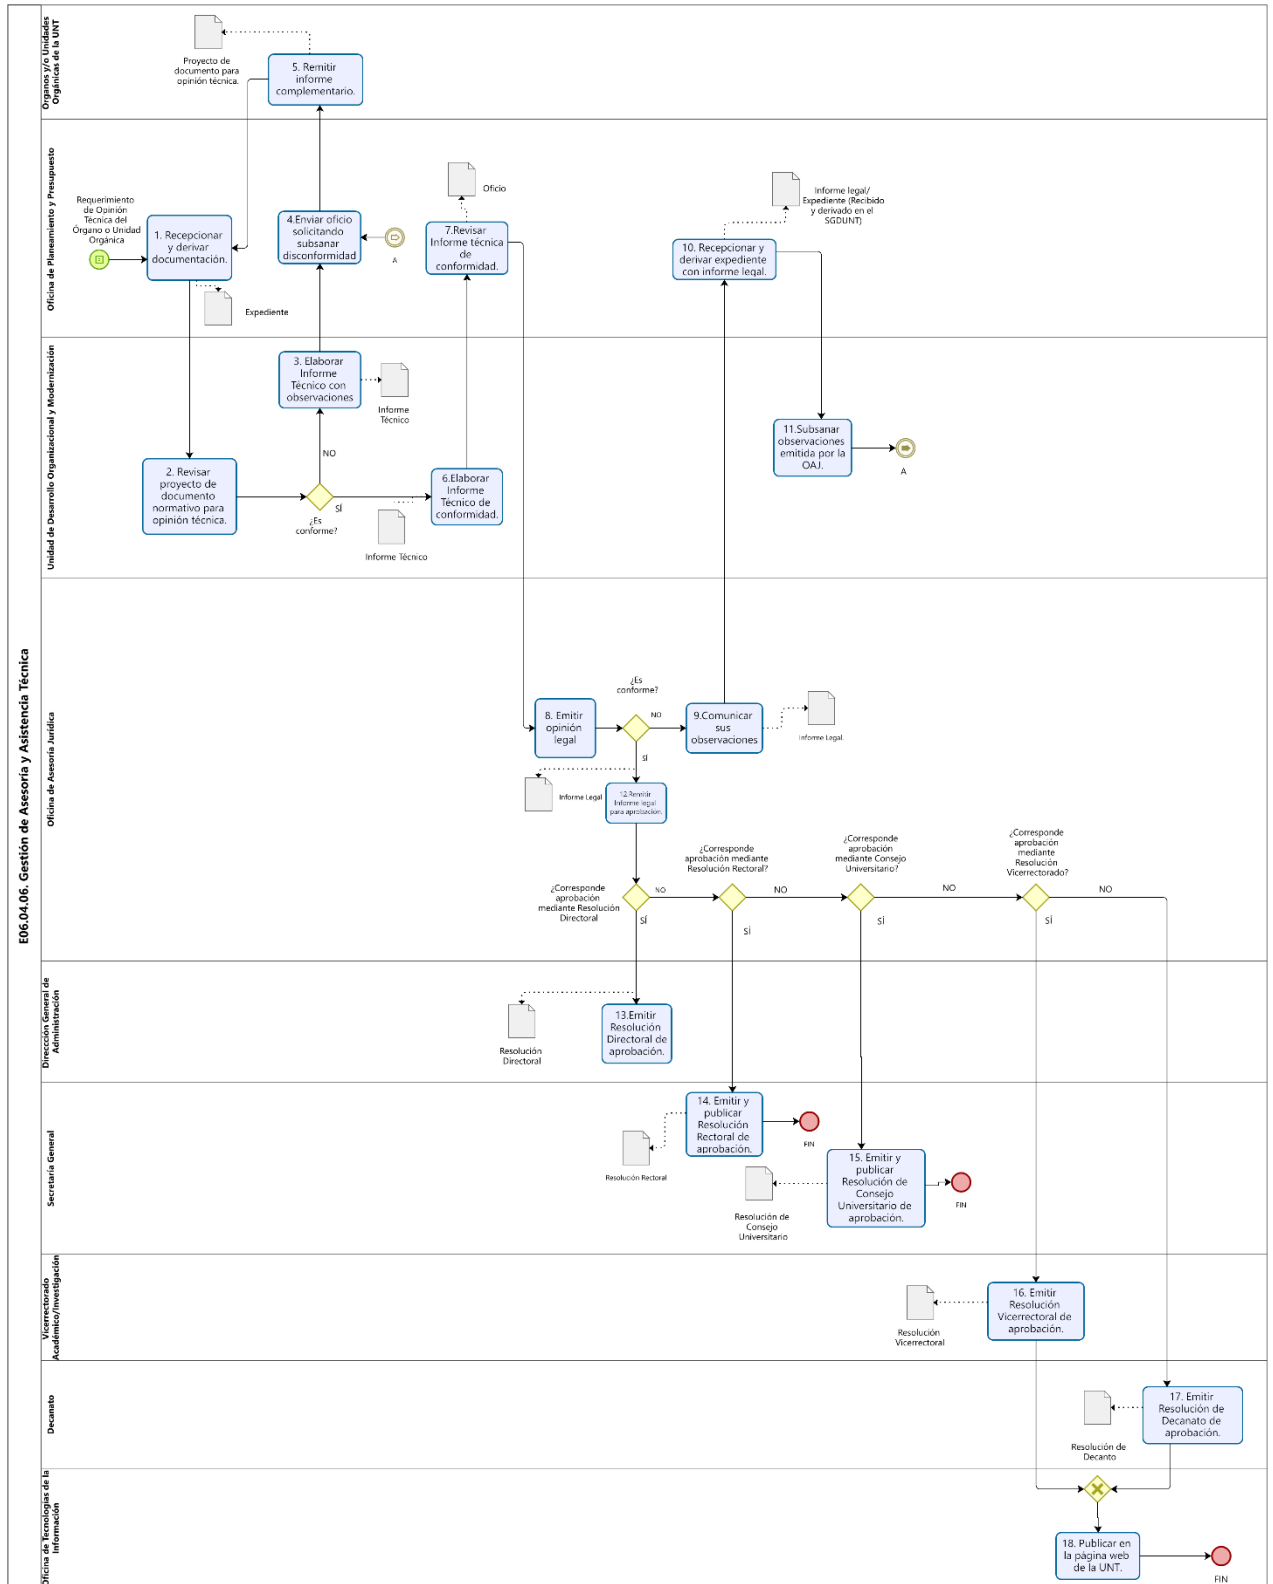 E06.04.06. Gestión de Asesoría y Asistencia Técnica
Órganos y/o Unidades
Orgánicas de la UNT
Proyecto de
documento para
opinión técnica.
5. Remitir
informe
complementario.
Oficina de Planeamiento y Presupuesto
Requerimiento
de Opinión
Técnica del
Órgano o Unidad
Orgánica
1. Recepcionar
y derivar
documentación.
Expediente
4.Enviar oficio
solicitando
subsanar
disconformidad
A
Oficio
7.Revisar
Informe técnica
de
conformidad.
10. Recepcionar y
derivar expediente
con informe legal.
Informe legal/
Expediente (Recibido
y derivado en el
SGDUNT)
Unidad de Desarrollo Organizacional y Modernización
3. Elaborar
Informe
Técnico con
observaciones
Informe
Técnico
NO
2. Revisar
proyecto de
documento
normativo para
opinión técnica.
¿Es
conforme?
SÍ
Informe Técnico
6.Elaborar
Informe
Técnico de
conformidad.
11.Subsanar
observaciones
emitida por la
OAJ.
A
Oficina de Asesoría Jurídica
8. Emitir
opinión
legal
¿Es
conforme?
NO
SÍ
9.Comunicar
sus
observaciones
Informe Legal.
Informe Legal
12.Remitir
Informe legal
para aprobación.
¿Corresponde
aprobación
mediante Resolución
Directoral
NO
SÍ
¿Corresponde
aprobación mediante
Resolución Rectoral?
NO
SÍ
¿Corresponde
aprobación
mediante Consejo
Universitario?
NO
SÍ
¿Corresponde
aprobación
mediante
Resolución
Vicerrectorado?
NO
SÍ
Direccción General de
Administración
Resolución
Directoral
13.Emitir
Resolución
Directoral de
aprobación.
Secretaría General
14. Emitir y
publicar
Resolución
Rectoral de
aprobación.
FIN
Resolución Rectoral
15. Emitir y
publicar
Resolución de
Consejo
Universitario de
aprobación.
FIN
Resolución de
Consejo
Universitario
Vicerrectorado
Académico/Investigación
16. Emitir
Resolución
Vicerrectoral de
aprobación.
Resolución
Vicerrectoral
Decanato
17. Emitir
Resolución de
Decanato de
aprobación.
Resolución de
Decanto
Oficina de Tecnologías de la
Información
18. Publicar en
la página web
de la UNT.
FIN